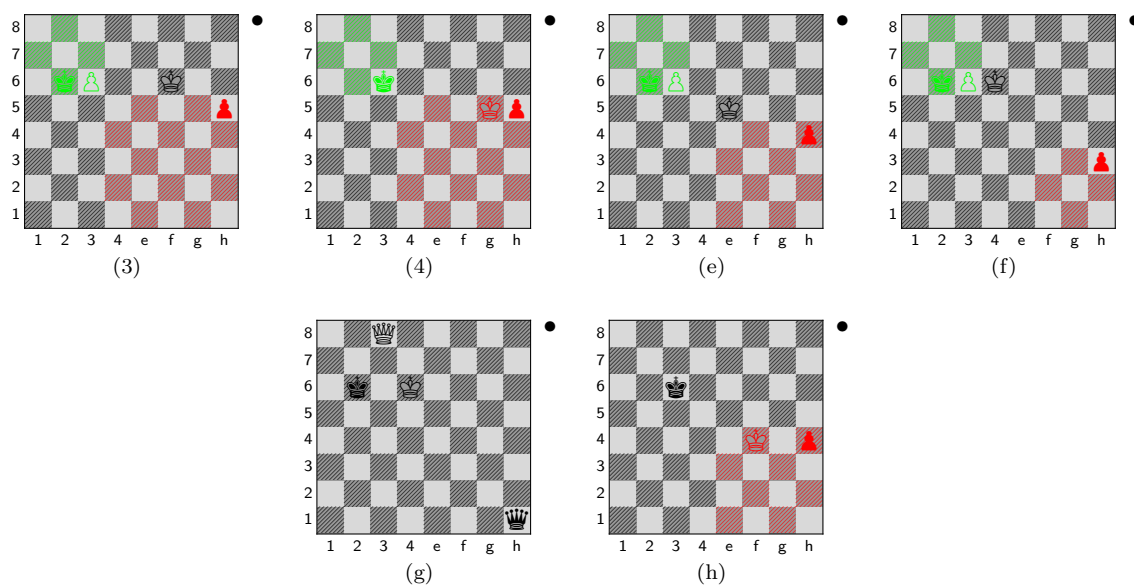 8 8 8 8
7 7 7 7
6 6 6 6
5 5 5 5
4 4 4 4
3 3 3 3
2 2 2 2
1 1 1 1
1 2 3 4 e f g h 1 2 3 4 e f g h 1 2 3 4 e f g h 1 2 3 4 e f g h
(3) (4) (e) (f)
8 8
7 7
6 6
5 5
4 4
3 3
2 2
1 1
1 2 3 4 e f g h 1 2 3 4 e f g h
(g) (h)